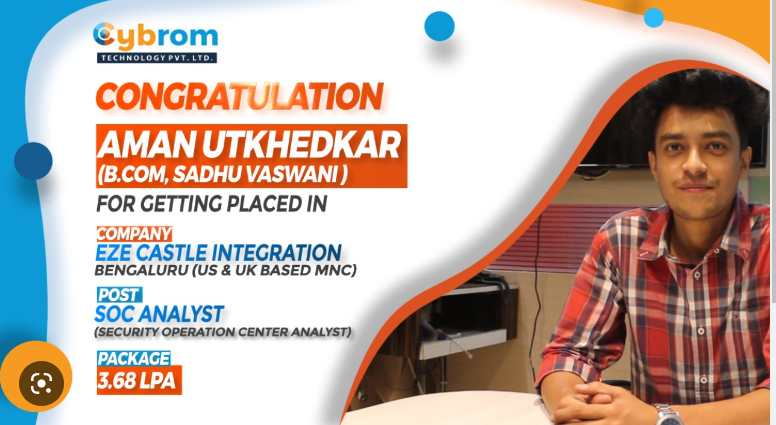 Cybrom
TECHNOLOGY PVT. LTD.
CONGRATULATION
AMAN UTKHEDKAR
(B.COM, SADHU VASWANI )
FOR GETTING PLACED IN
COMPANY
EZE CASTLE INTEGRATION
BENGALURU (US & UK BASED MNC)
POST
SOC ANALYST
(SECURITY OPERATION CENTER ANALYST)
PACKAGE
3.68 LPA